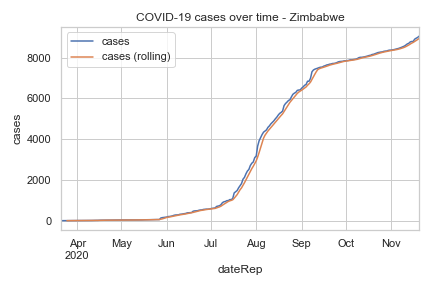 COVID-19 cases over time - Zimbabwe
cases
cases (rolling)
8000
6000
4000
2000
0
cases
Apr May Jun Jul Aug Sep Oct Nov
2020
dateRep